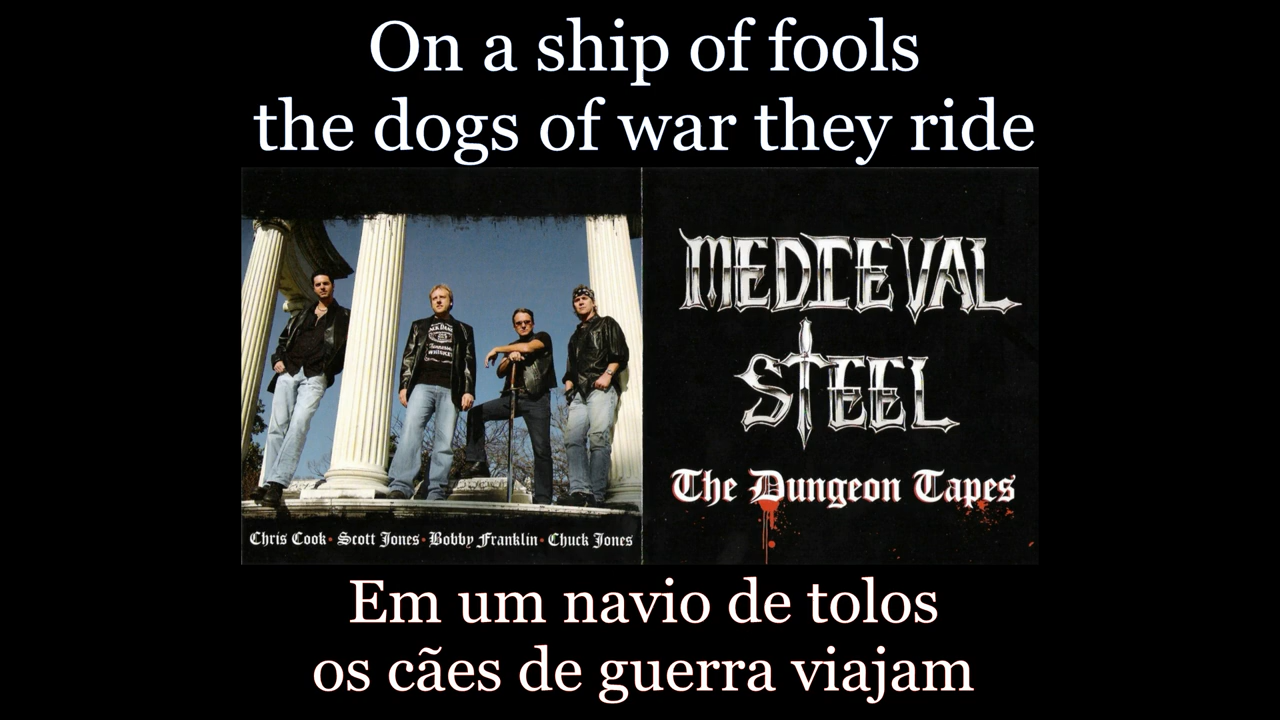 On a ship of fools
the dogs of war they ride
MEDIEVAL
STEEL
The Dungeon Tapes
Chris Cook • Scott Jones • Bobby Franklin • Chuck Jones
Em um navio de tolos
os cães de guerra viajam